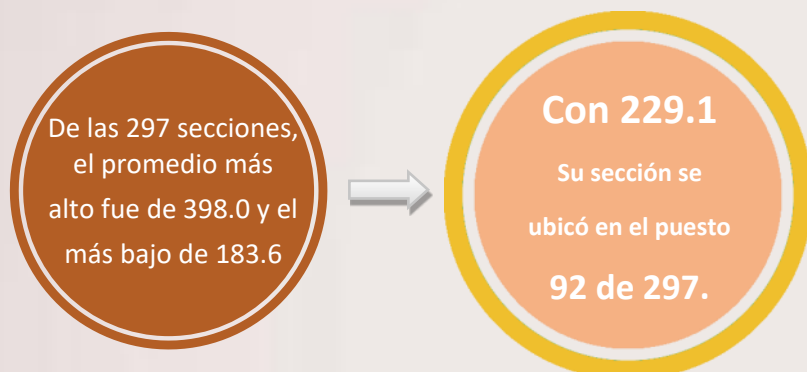 De las 297 secciones,
el promedio más
alto fue de 398.0 y el
más bajo de 183.6
Con 229.1
Su sección se
ubicó en el puesto
92 de 297.